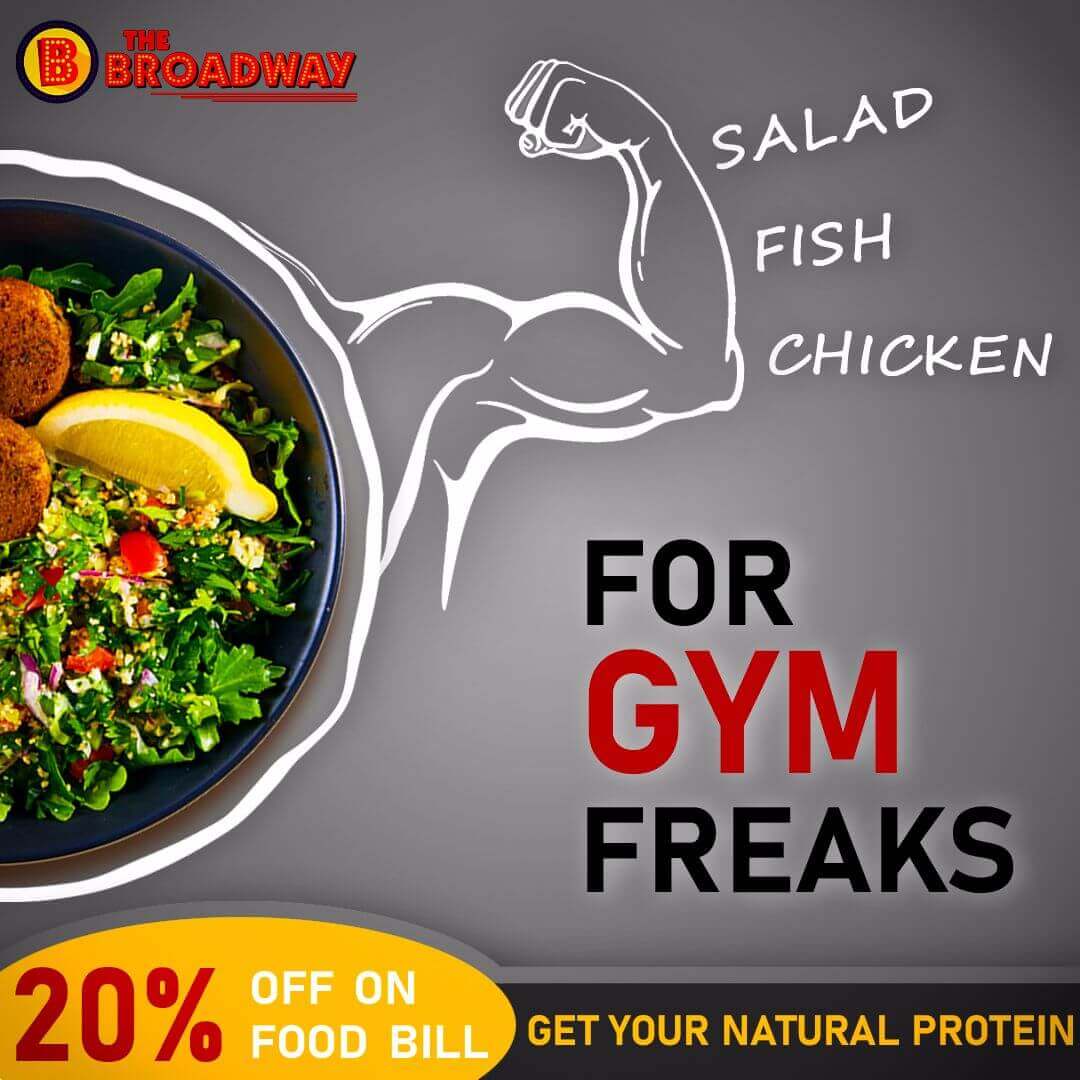 B
THE
BROADWAY
SALAD
FISH
CHICKEN
FOR
GYM
FREAKS
20%
OFF ON
FOOD BILL
GET YOUR NATURAL PROTEIN